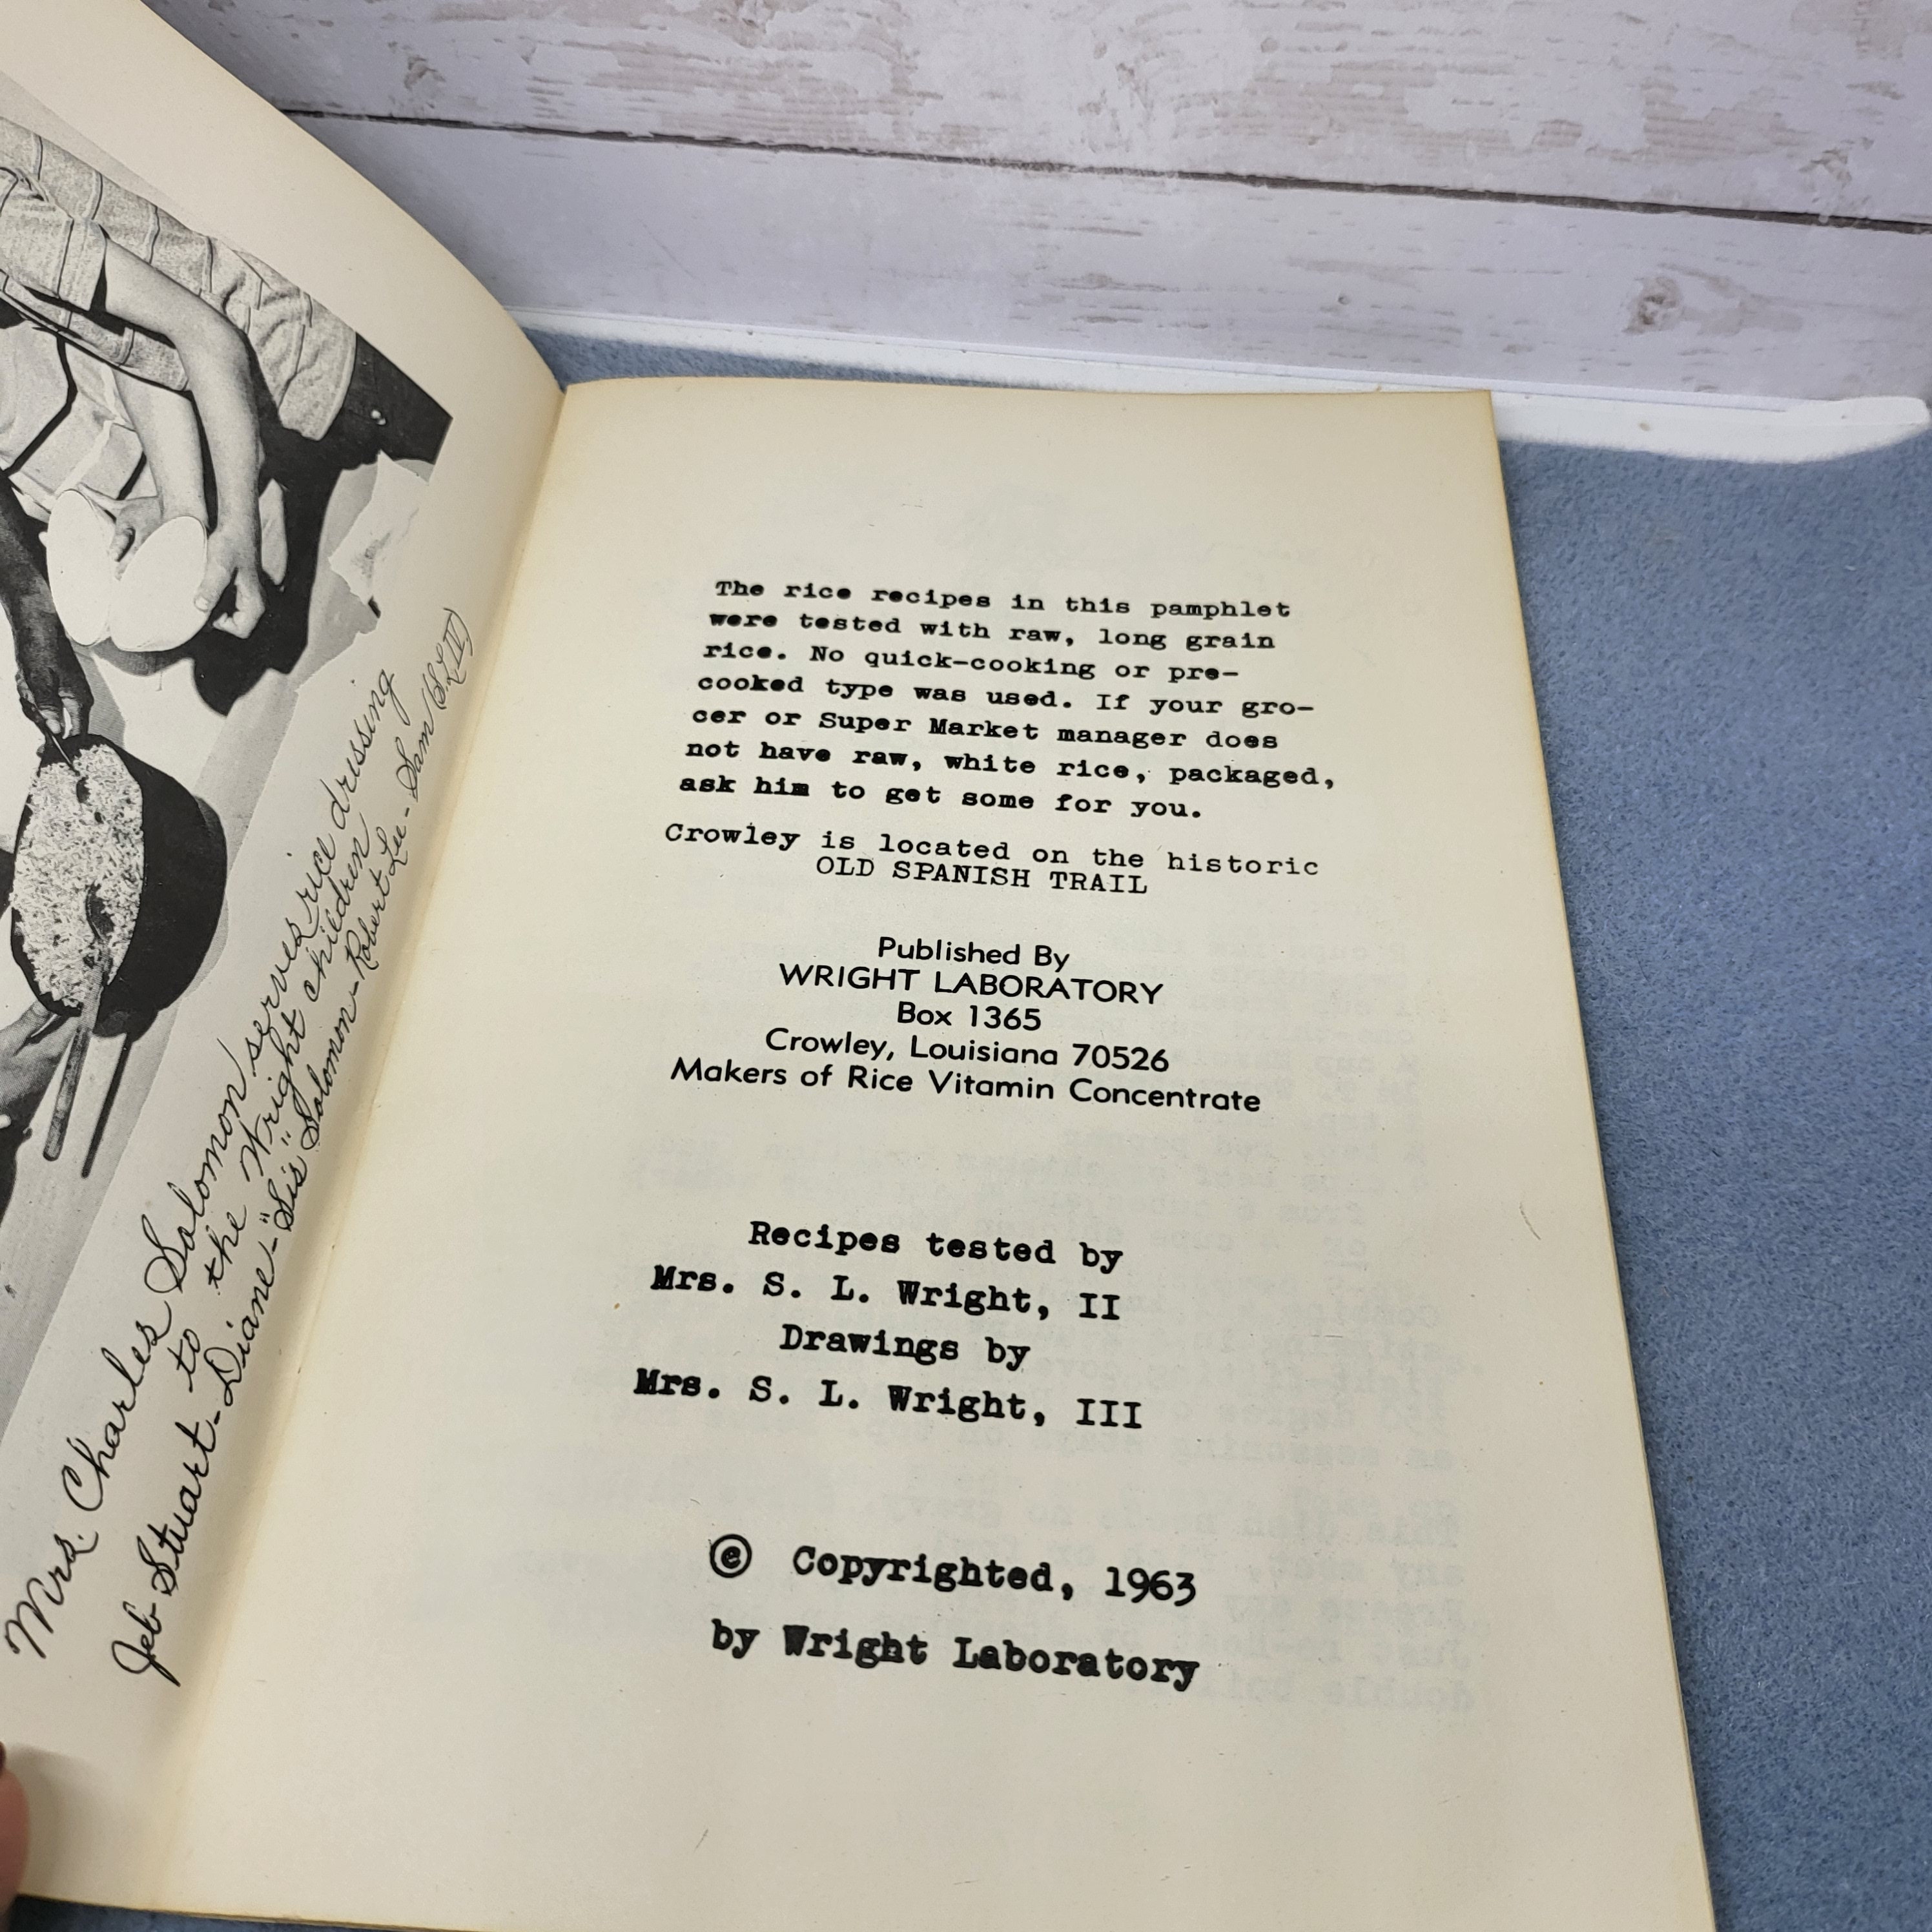 Mrs. Charles Solomon serves rice dressing
to the Wright children
Jeb Stuart-Diane-"Sis" Solomon-Robert Lee-Sam (SLIII)
The rice recipes in this pamphlet
were tested with raw, long grain
rice. No quick-cooking or pre-
cooked type was used. If your gro-
cer or Super Market manager does
not have raw, white rice, packaged,
ask him to get some for you.
Crowley is located on the historic
OLD SPANISH TRAIL
Published By
WRIGHT LABORATORY
Box 1365
Crowley, Louisiana 70526
Makers of Rice Vitamin Concentrate
Recipes tested by
Mrs. S. L. Wright, II
Drawings by
Mrs. S. L. Wright, III
© Copyrighted, 1963
by Wright Laboratory